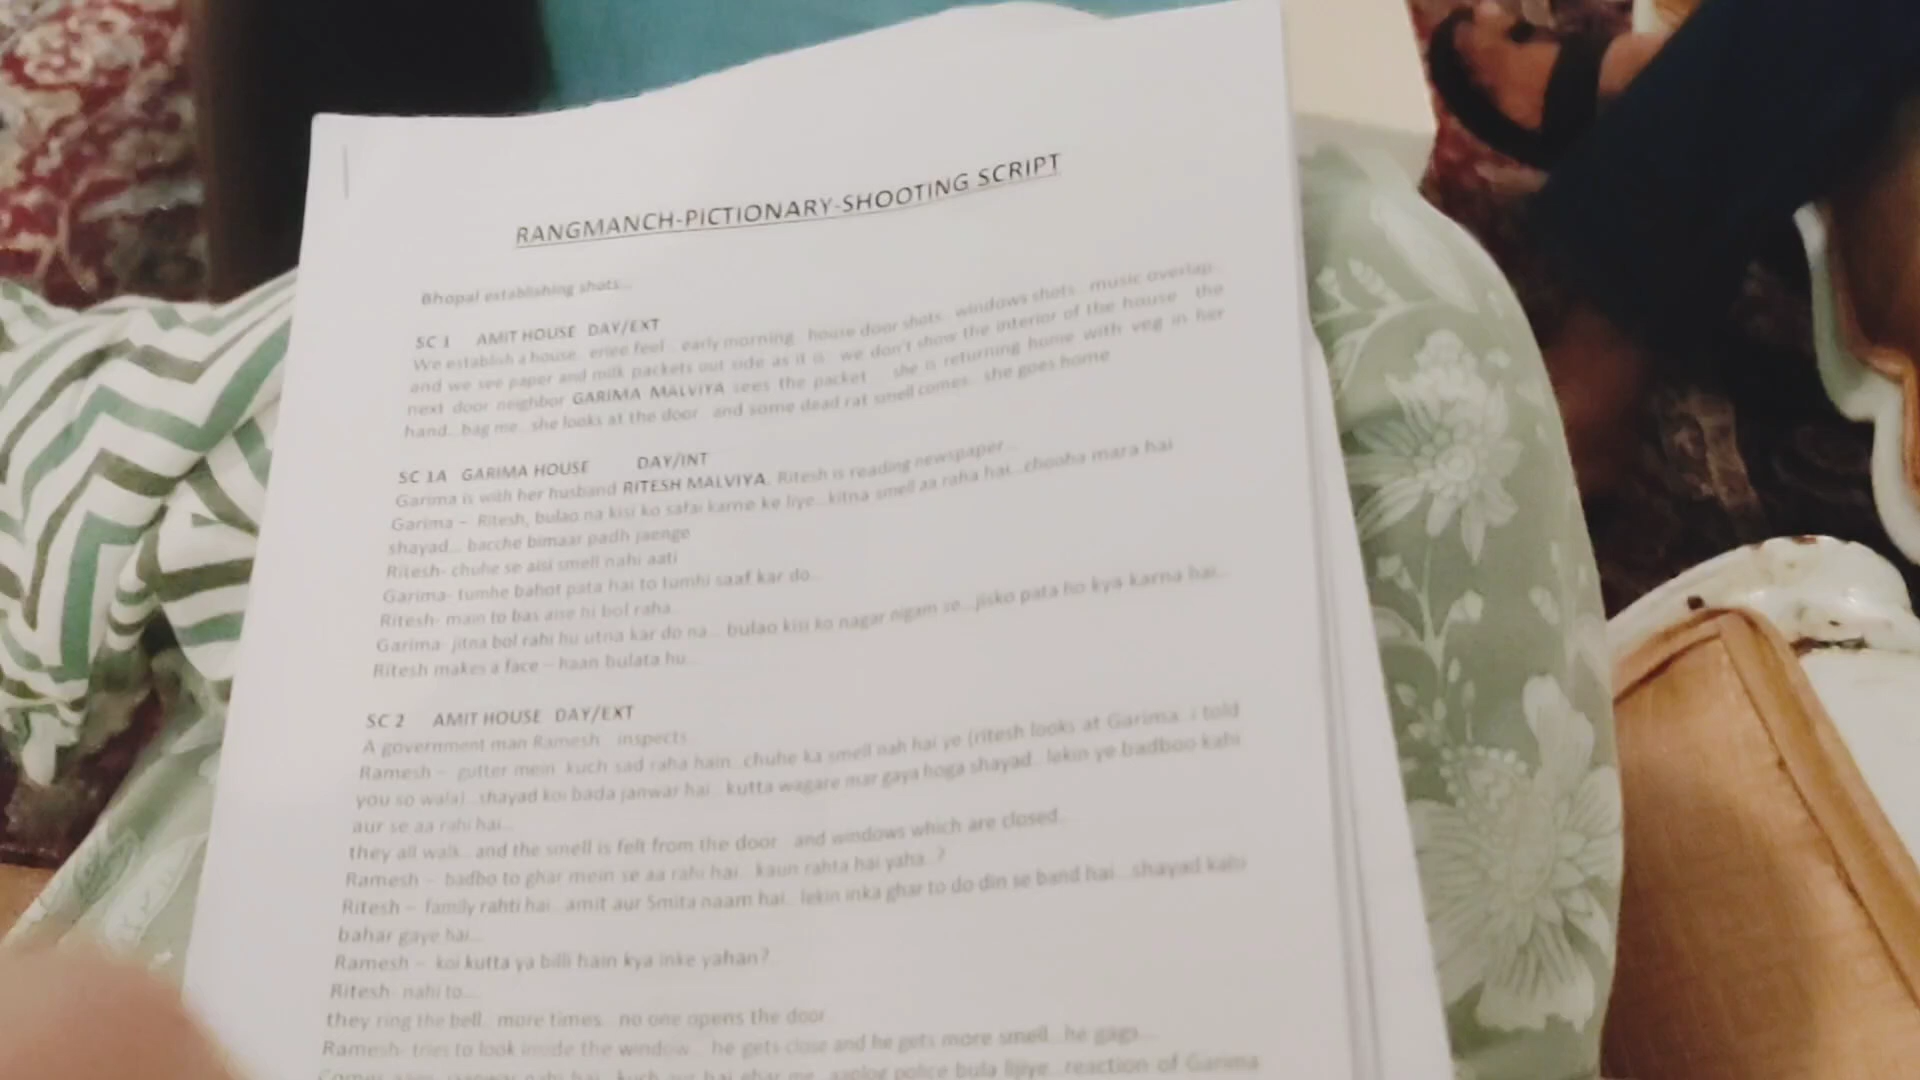 RANGMANCH-PICTIONARY-SHOOTING SCRIPT
Bhopal establishing shots...
SC 1 AMIT HOUSE DAY/EXT
We establish a house.. feel.. early morning.. house door shots.. windows shots.. music overlap..
and we see paper and milk packets out side as it is.. we don't show the interior of the house.. the
next door neighbor GARIMA MALVIYA sees the packet.... she is returning home with veg in her
hand.. bag me.. she looks at the door.. and some dead rat smell comes.. she goes home
SC 1A GARIMA HOUSE DAY/INT
Garima is with her husband RITESH MALVIYA. Ritesh is reading newspaper...
Garima – Ritesh, bulao na kisi ko safai karne ke liye...kitna smell aa raha hai...chooha mara hai
shayad... bacche bimaar padh jaenge
Ritesh- chuhe se aisi smell nahi aati
Garima- tumhe bahot pata hai to tumhi saaf kar do...
Ritesh- main to bas ane hi bol raha..
Garima- jitna bol rahi hu utna kar do na... bulao kisi ko nagar nigam se...jisko pata ho kya karna hai...
Ritesh makes a face – haan bulata hu...
SC 2 AMIT HOUSE DAY/EXT
A government man Ramesh.. inspects..
Ramesh – gutter mein kuch sad raha hain...chuhe ka smell nah hai ye (ritesh looks at Garima.. i told
you so wala)...shayad koi bada janwar hai.. kutta wagare mar gaya hoga shayad.. lekin ye badboo kahi
aur se aa rahi hai...
they all walk...and the smell is felt from the door.. and windows which are closed..
Ramesh – badbo to ghar mein se aa rahi hai.. kaun rahta hai yaha..?
Ritesh – family rahti hai.. amit aur Smita naam hai.. lekin inka ghar to do din se band hai...shayad kahi
bahar gaye hai...
Ramesh – koi kutta ya billi hain kya inke yahan?
Ritesh- nahi to....
they ring the bell.. more times.. no one opens the door..
Ramesh- tries to look inside the window... he gets close and he gets more smell...he gags....
nahi hai.. kuch aur hai ghar me.. aaplog police bula lijiye...reaction of Garima